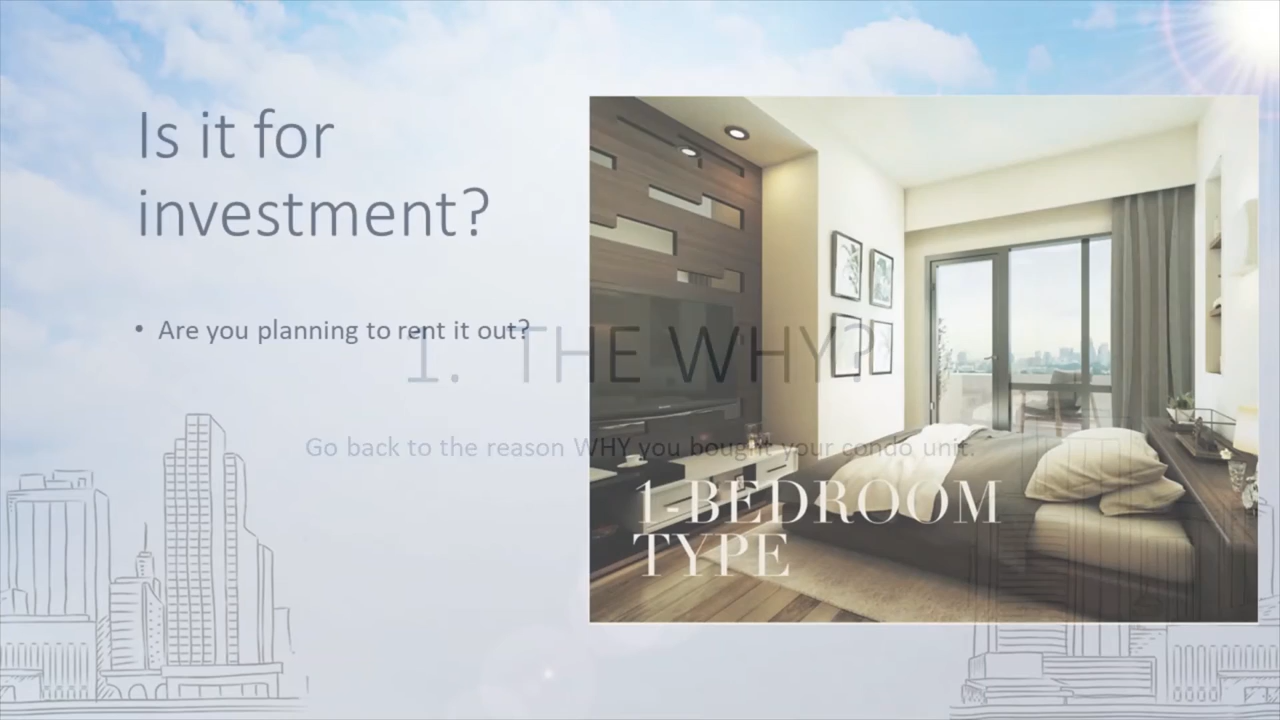 Is it for
investment?
• Are you planning to rent it out?
1. THE WHY?
Go back to the reason WHY you bought your condo unit.
1-BEDROOM
TYPE